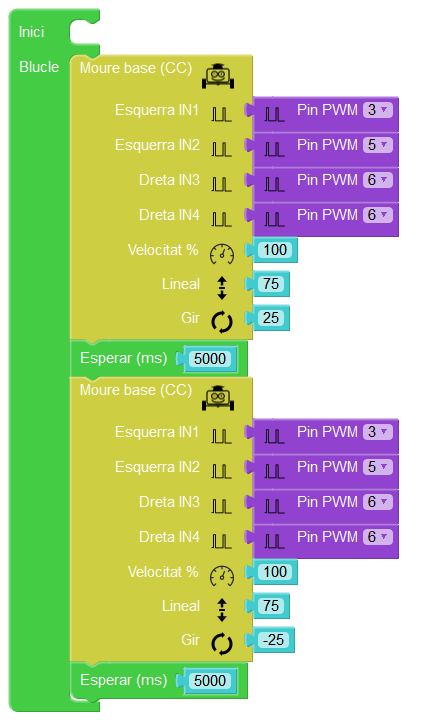 Inici
Blucle
Moure base (CC)
Esquerra IN1 Pin PWM 3
Esquerra IN2 Pin PWM 5
Dreta IN3 Pin PWM 6
Dreta IN4 Pin PWM 6
Velocitat % 100
Lineal 75
Gir 25
Esperar (ms) 5000
Moure base (CC)
Esquerra IN1 Pin PWM 3
Esquerra IN2 Pin PWM 5
Dreta IN3 Pin PWM 6
Dreta IN4 Pin PWM 6
Velocitat % 100
Lineal 75
Gir -25
Esperar (ms) 5000